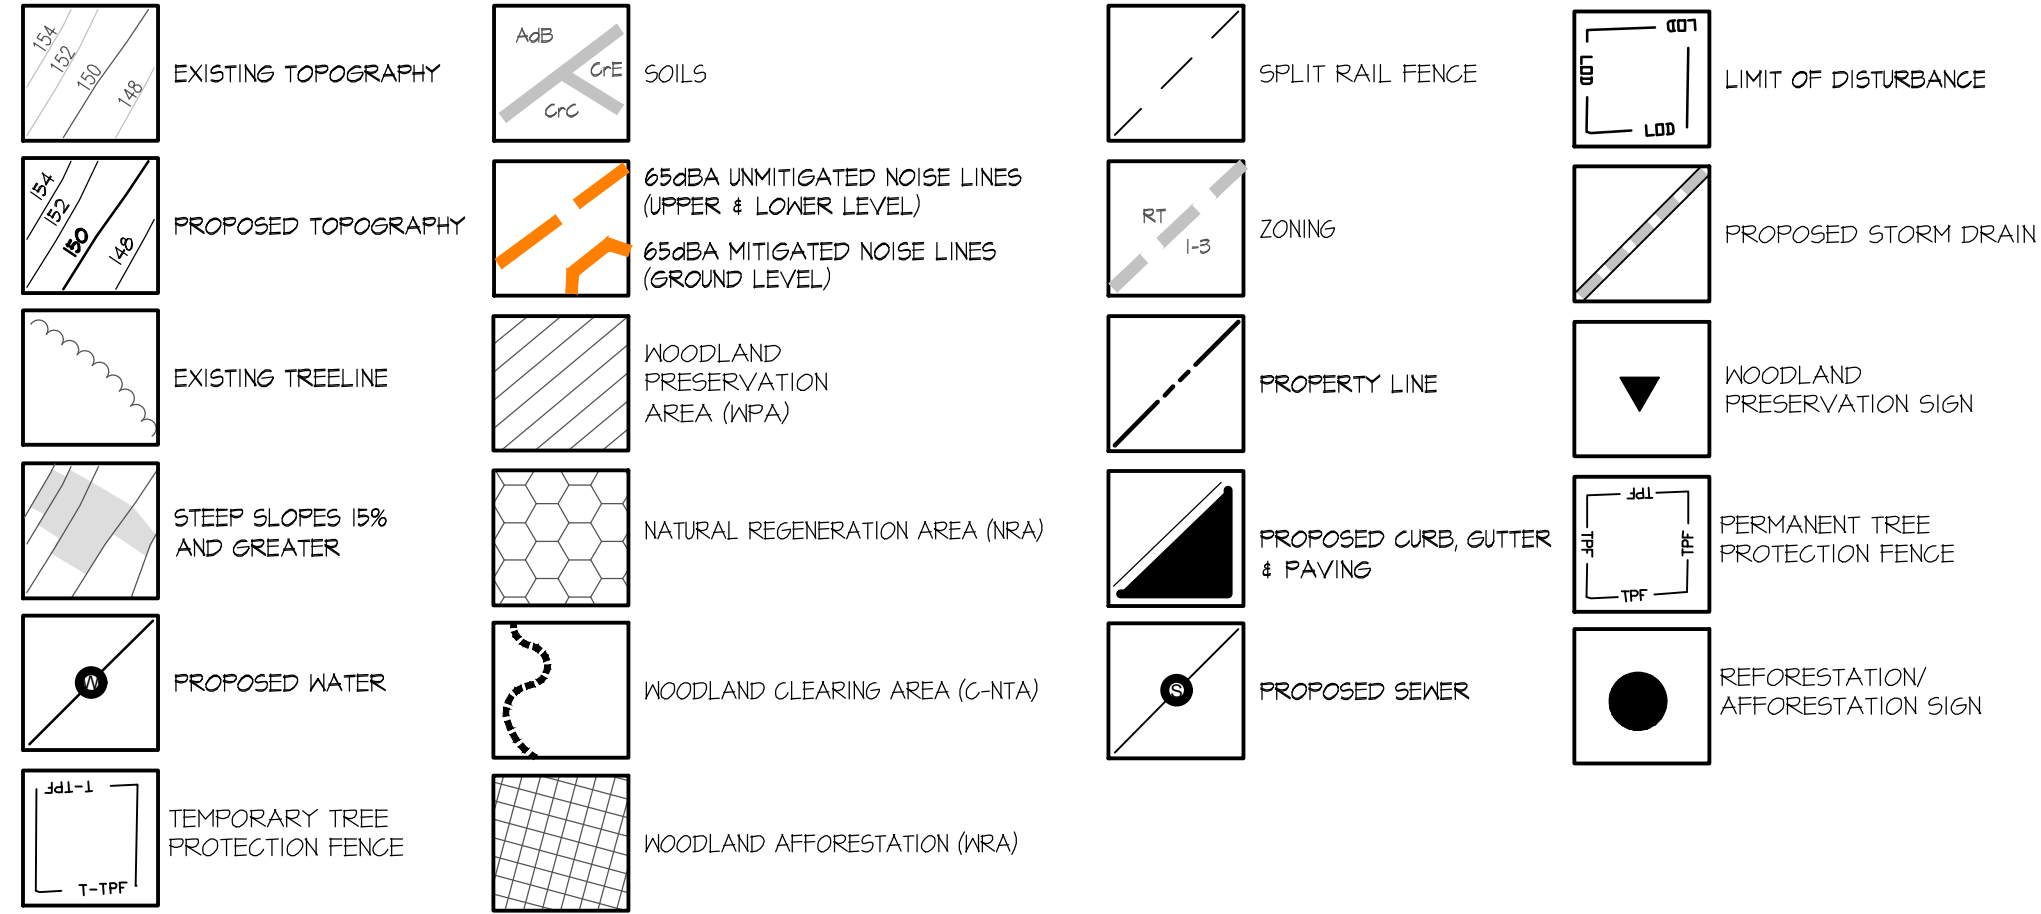 154
152
150
148
EXISTING TOPOGRAPHY
154
152
150
148
PROPOSED TOPOGRAPHY
EXISTING TREELINE
STEEP SLOPES 15%
AND GREATER
W
PROPOSED WATER
T-TPF
T-TPF
TEMPORARY TREE
PROTECTION FENCE
AdB
CrE
CrC
SOILS
65dBA UNMITIGATED NOISE LINES
(UPPER & LOWER LEVEL)
65dBA MITIGATED NOISE LINES
(GROUND LEVEL)
WOODLAND
PRESERVATION
AREA (WPA)
NATURAL REGENERATION AREA (NRA)
WOODLAND CLEARING AREA (C-NTA)
WOODLAND AFFORESTATION (WRA)
SPLIT RAIL FENCE
RT
I-3
ZONING
PROPERTY LINE
PROPOSED CURB, GUTTER
& PAVING
S
PROPOSED SEWER
LOD
LOD
LOD
LIMIT OF DISTURBANCE
PROPOSED STORM DRAIN
WOODLAND
PRESERVATION SIGN
TPF
TPF
TPF
TPF
PERMANENT TREE
PROTECTION FENCE
REFORESTATION/
AFFORESTATION SIGN